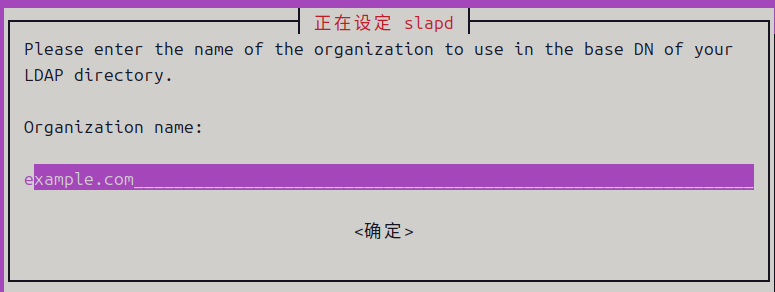 正在设定 slapd
Please enter the name of the organization to use in the base DN of your
LDAP directory.
Organization name:
example.com
<确定>